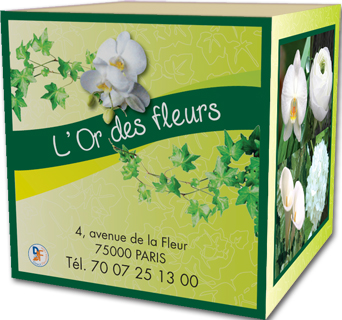 L'Or des fleurs
4, avenue de la Fleur
75000 PARIS
Tél. 70 07 25 13 00